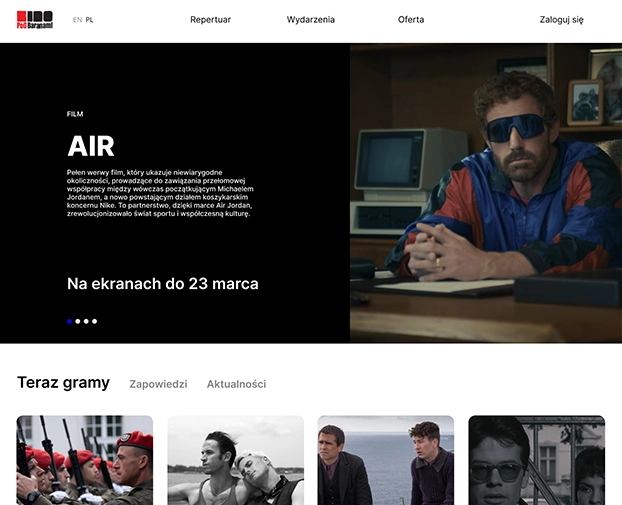 KINO
Pod Baranami
EN PL
Repertuar
Wydarzenia
Oferta
Zaloguj się
FILM
AIR
Pełen werwy film, który ukazuje niewiarygodne
okoliczności, prowadzące do zawiązania przełomowej
współpracy między wówczas początkującym Michaelem
Jordanem, a nowo powstającym działem koszykarskim
koncernu Nike. To partnerstwo, dzięki marce Air Jordan,
zrewolucjonizowało świat sportu i współczesną kulturę.
Na ekranach do 23 marca
Teraz gramy
Zapowiedzi
Aktualności